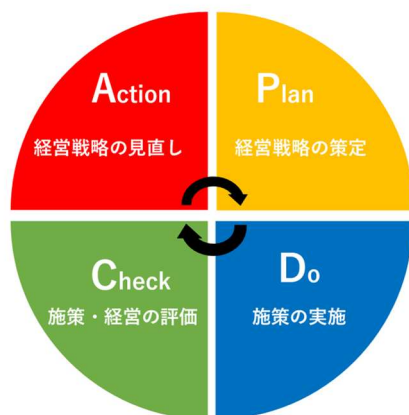 Action
経営戦略の見直し
Plan
経営戦略の策定
Check
施策・経営の評価
Do
施策の実施